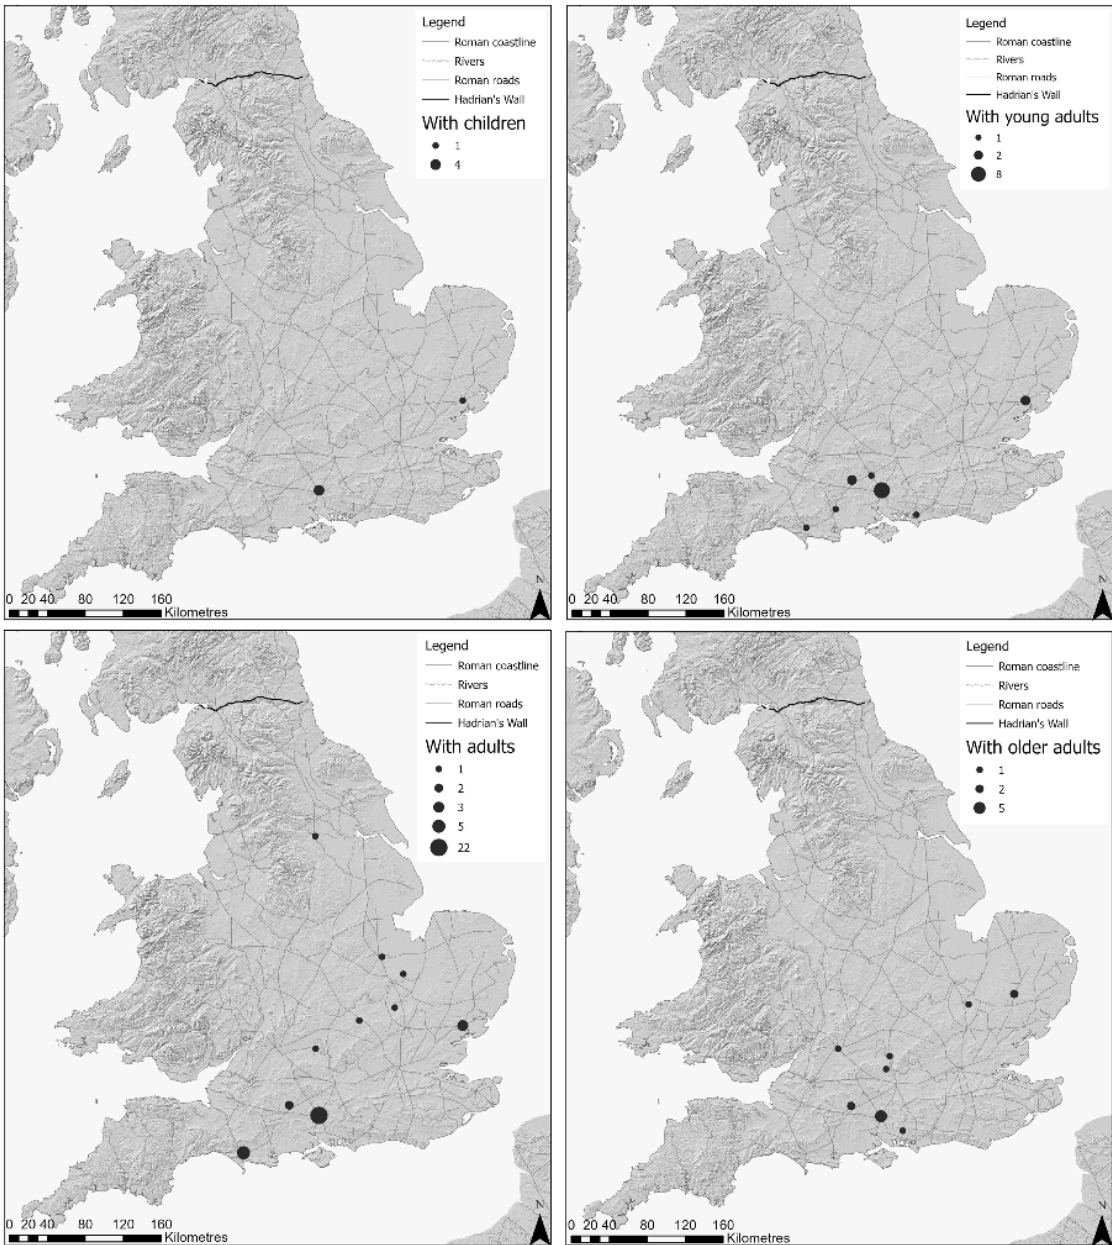 Legend
Roman coastline
Rivers
Roman roads
Hadrian's Wall
With children
1
4
N
0 20 40 80 120 160
Kilometres
Legend
Roman coastline
Rivers
Roman roads
Hadrian's Wall
With young adults
1
2
8
N
0 20 40 80 120 160
Kilometres
Legend
Roman coastline
Rivers
Roman roads
Hadrian's Wall
With adults
1
2
3
5
22
N
0 20 40 80 120 160
Kilometres
Legend
Roman coastline
Rivers
Roman roads
Hadrian's Wall
With older adults
1
2
5
N
0 20 40 80 120 160
Kilometres